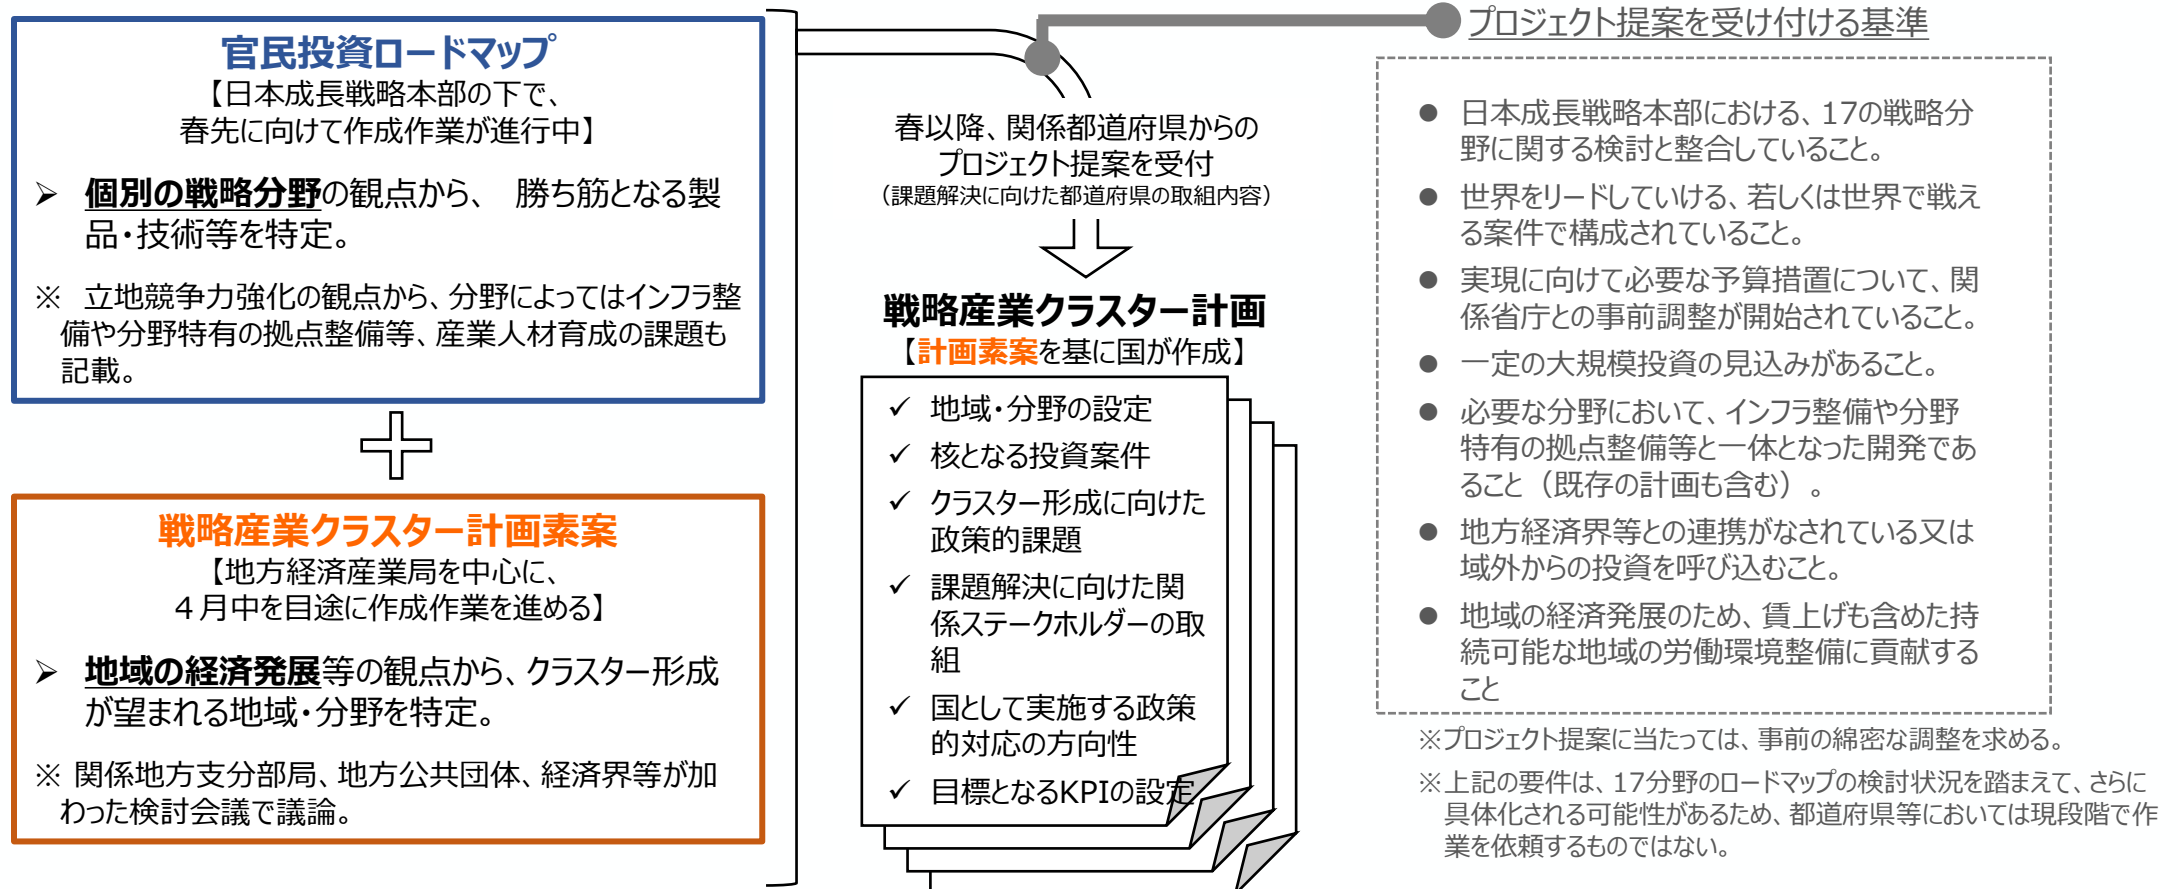 官民投資ロードマップ
【日本成長戦略本部の下で、
春先に向けて作成作業が進行中】
➢ 個別の戦略分野の観点から、 勝ち筋となる製
品・技術等を特定。
※ 立地競争力強化の観点から、分野によってはインフラ整
備や分野特有の拠点整備等、産業人材育成の課題も
記載。
戦略産業クラスター計画素案
【地方経済産業局を中心に、
４月中を目途に作成作業を進める】
➢ 地域の経済発展等の観点から、クラスター形成
が望まれる地域・分野を特定。
※ 関係地方支分部局、地方公共団体、経済界等が加
わった検討会議で議論。
春以降、関係都道府県からの
プロジェクト提案を受付
（課題解決に向けた都道府県の取組内容）
戦略産業クラスター計画
【計画素案を基に国が作成】
✓ 地域・分野の設定
✓ 核となる投資案件
✓ クラスター形成に向けた
政策的課題
✓ 課題解決に向けた関
係ステークホルダーの取
組
✓ 国として実施する政策
的対応の方向性
✓ 目標となるKPIの設定
プロジェクト提案を受け付ける基準
● 日本成長戦略本部における、17の戦略分
野に関する検討と整合していること。
● 世界をリードしていける、若しくは世界で戦え
る案件で構成されていること。
● 実現に向けて必要な予算措置について、関
係省庁との事前調整が開始されていること。
● 一定の大規模投資の見込みがあること。
● 必要な分野において、インフラ整備や分野
特有の拠点整備等と一体となった開発であ
ること（既存の計画も含む）。
● 地方経済界等との連携がなされている又は
域外からの投資を呼び込むこと。
● 地域の経済発展のため、賃上げも含めた持
続可能な地域の労働環境整備に貢献する
こと
※プロジェクト提案に当たっては、事前の綿密な調整を求める。
※上記の要件は、17分野のロードマップの検討状況を踏まえて、さらに
具体化される可能性があるため、都道府県等においては現段階で作
業を依頼するものではない。